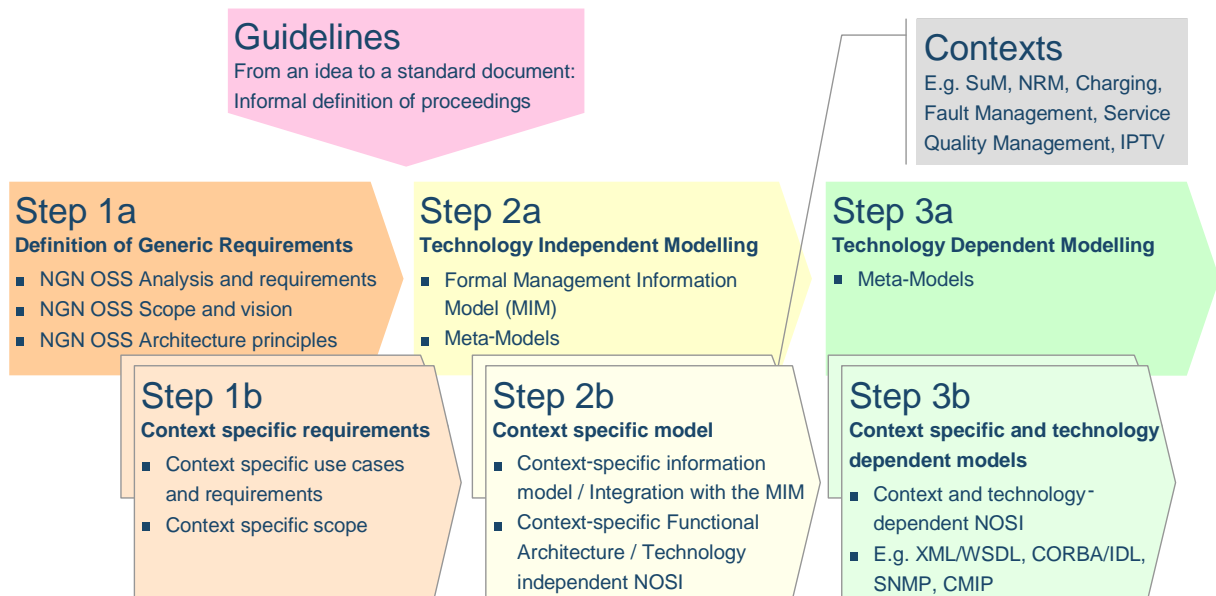 Guidelines
From an idea to a standard document:
Informal definition of proceedings
Contexts
E.g. SuM, NRM, Charging,
Fault Management, Service
Quality Management, IPTV
Step 1a
Definition of Generic Requirements
▪ NGN OSS Analysis and requirements
▪ NGN OSS Scope and vision
▪ NGN OSS Architecture principles
Step 2a
Technology Independent Modelling
▪ Formal Management Information
Model (MIM)
▪ Meta-Models
Step 3a
Technology Dependent Modelling
▪ Meta-Models
Step 1b
Context specific requirements
▪ Context specific use cases
and requirements
▪ Context specific scope
Step 2b
Context specific model
▪ Context-specific information
model / Integration with the MIM
▪ Context-specific Functional
Architecture / Technology
independent NOSI
Step 3b
Context specific and technology
dependent models
▪ Context and technology-
dependent NOSI
▪ E.g. XML/WSDL, CORBA/IDL,
SNMP, CMIP